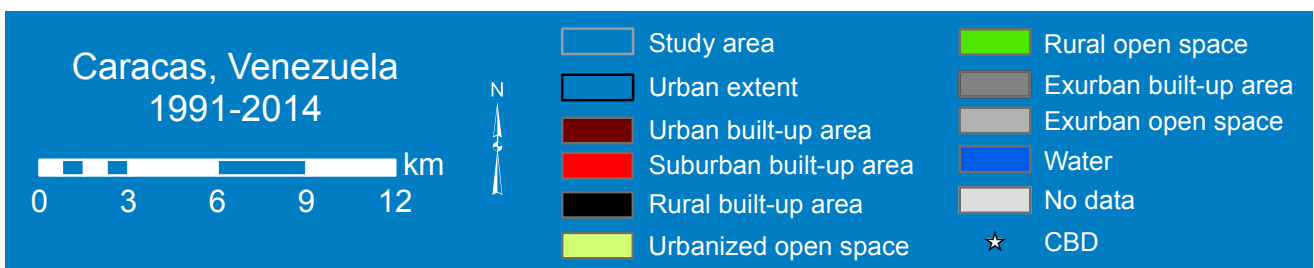 Caracas, Venezuela
1991-2014
km
0 3 6 9 12
N
Study area
Urban extent
Urban built-up area
Suburban built-up area
Rural built-up area
Urbanized open space
Rural open space
Exurban built-up area
Exurban open space
Water
No data
CBD